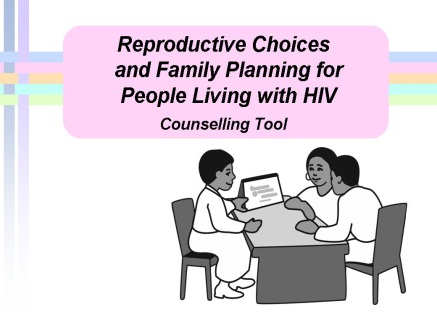 Reproductive Choices
and Family Planning for
People Living with HIV
Counselling Tool